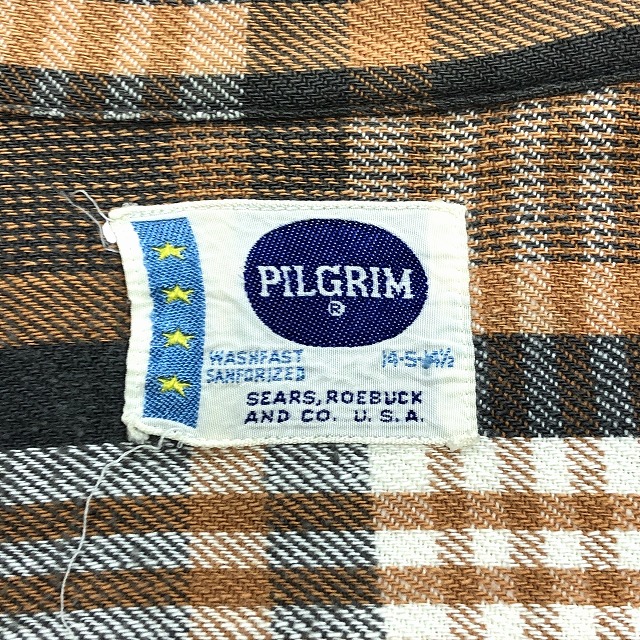 PILGRIM
®
WASHFAST 14-S-14½
SANFORIZED
SEARS, ROEBUCK
AND CO. U.S.A.